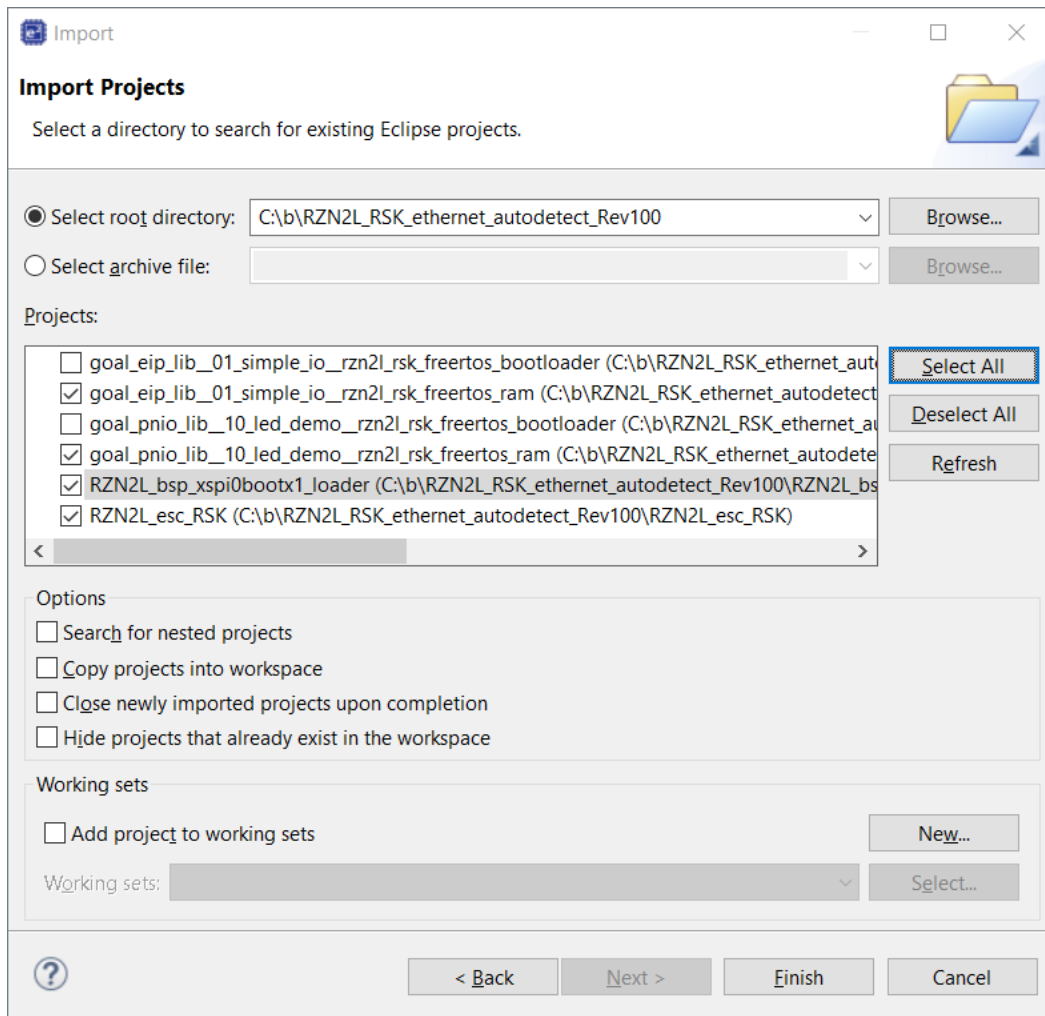 e² Import
Import Projects
Select a directory to search for existing Eclipse projects.
Select root directory: C:\b\RZN2L_RSK_ethernet_autodetect_Rev100 Browse...
Select archive file: Browse...
Projects:
goal_eip_lib__01_simple_io__rzn2l_rsk_freertos_bootloader (C:\b\RZN2L_RSK_ethernet_aut
Select All
goal_eip_lib__01_simple_io__rzn2l_rsk_freertos_ram (C:\b\RZN2L_RSK_ethernet_autodetect
goal_pnio_lib__10_led_demo__rzn2l_rsk_freertos_bootloader (C:\b\RZN2L_RSK_ethernet_au
Deselect All
goal_pnio_lib__10_led_demo__rzn2l_rsk_freertos_ram (C:\b\RZN2L_RSK_ethernet_autodete
Refresh
RZN2L_bsp_xspi0bootx1_loader (C:\b\RZN2L_RSK_ethernet_autodetect_Rev100\RZN2L_bs
RZN2L_esc_RSK (C:\b\RZN2L_RSK_ethernet_autodetect_Rev100\RZN2L_esc_RSK)
Options
Search for nested projects
Copy projects into workspace
Close newly imported projects upon completion
Hide projects that already exist in the workspace
Working sets
Add project to working sets New...
Working sets: Select...
? < Back Next > Finish Cancel